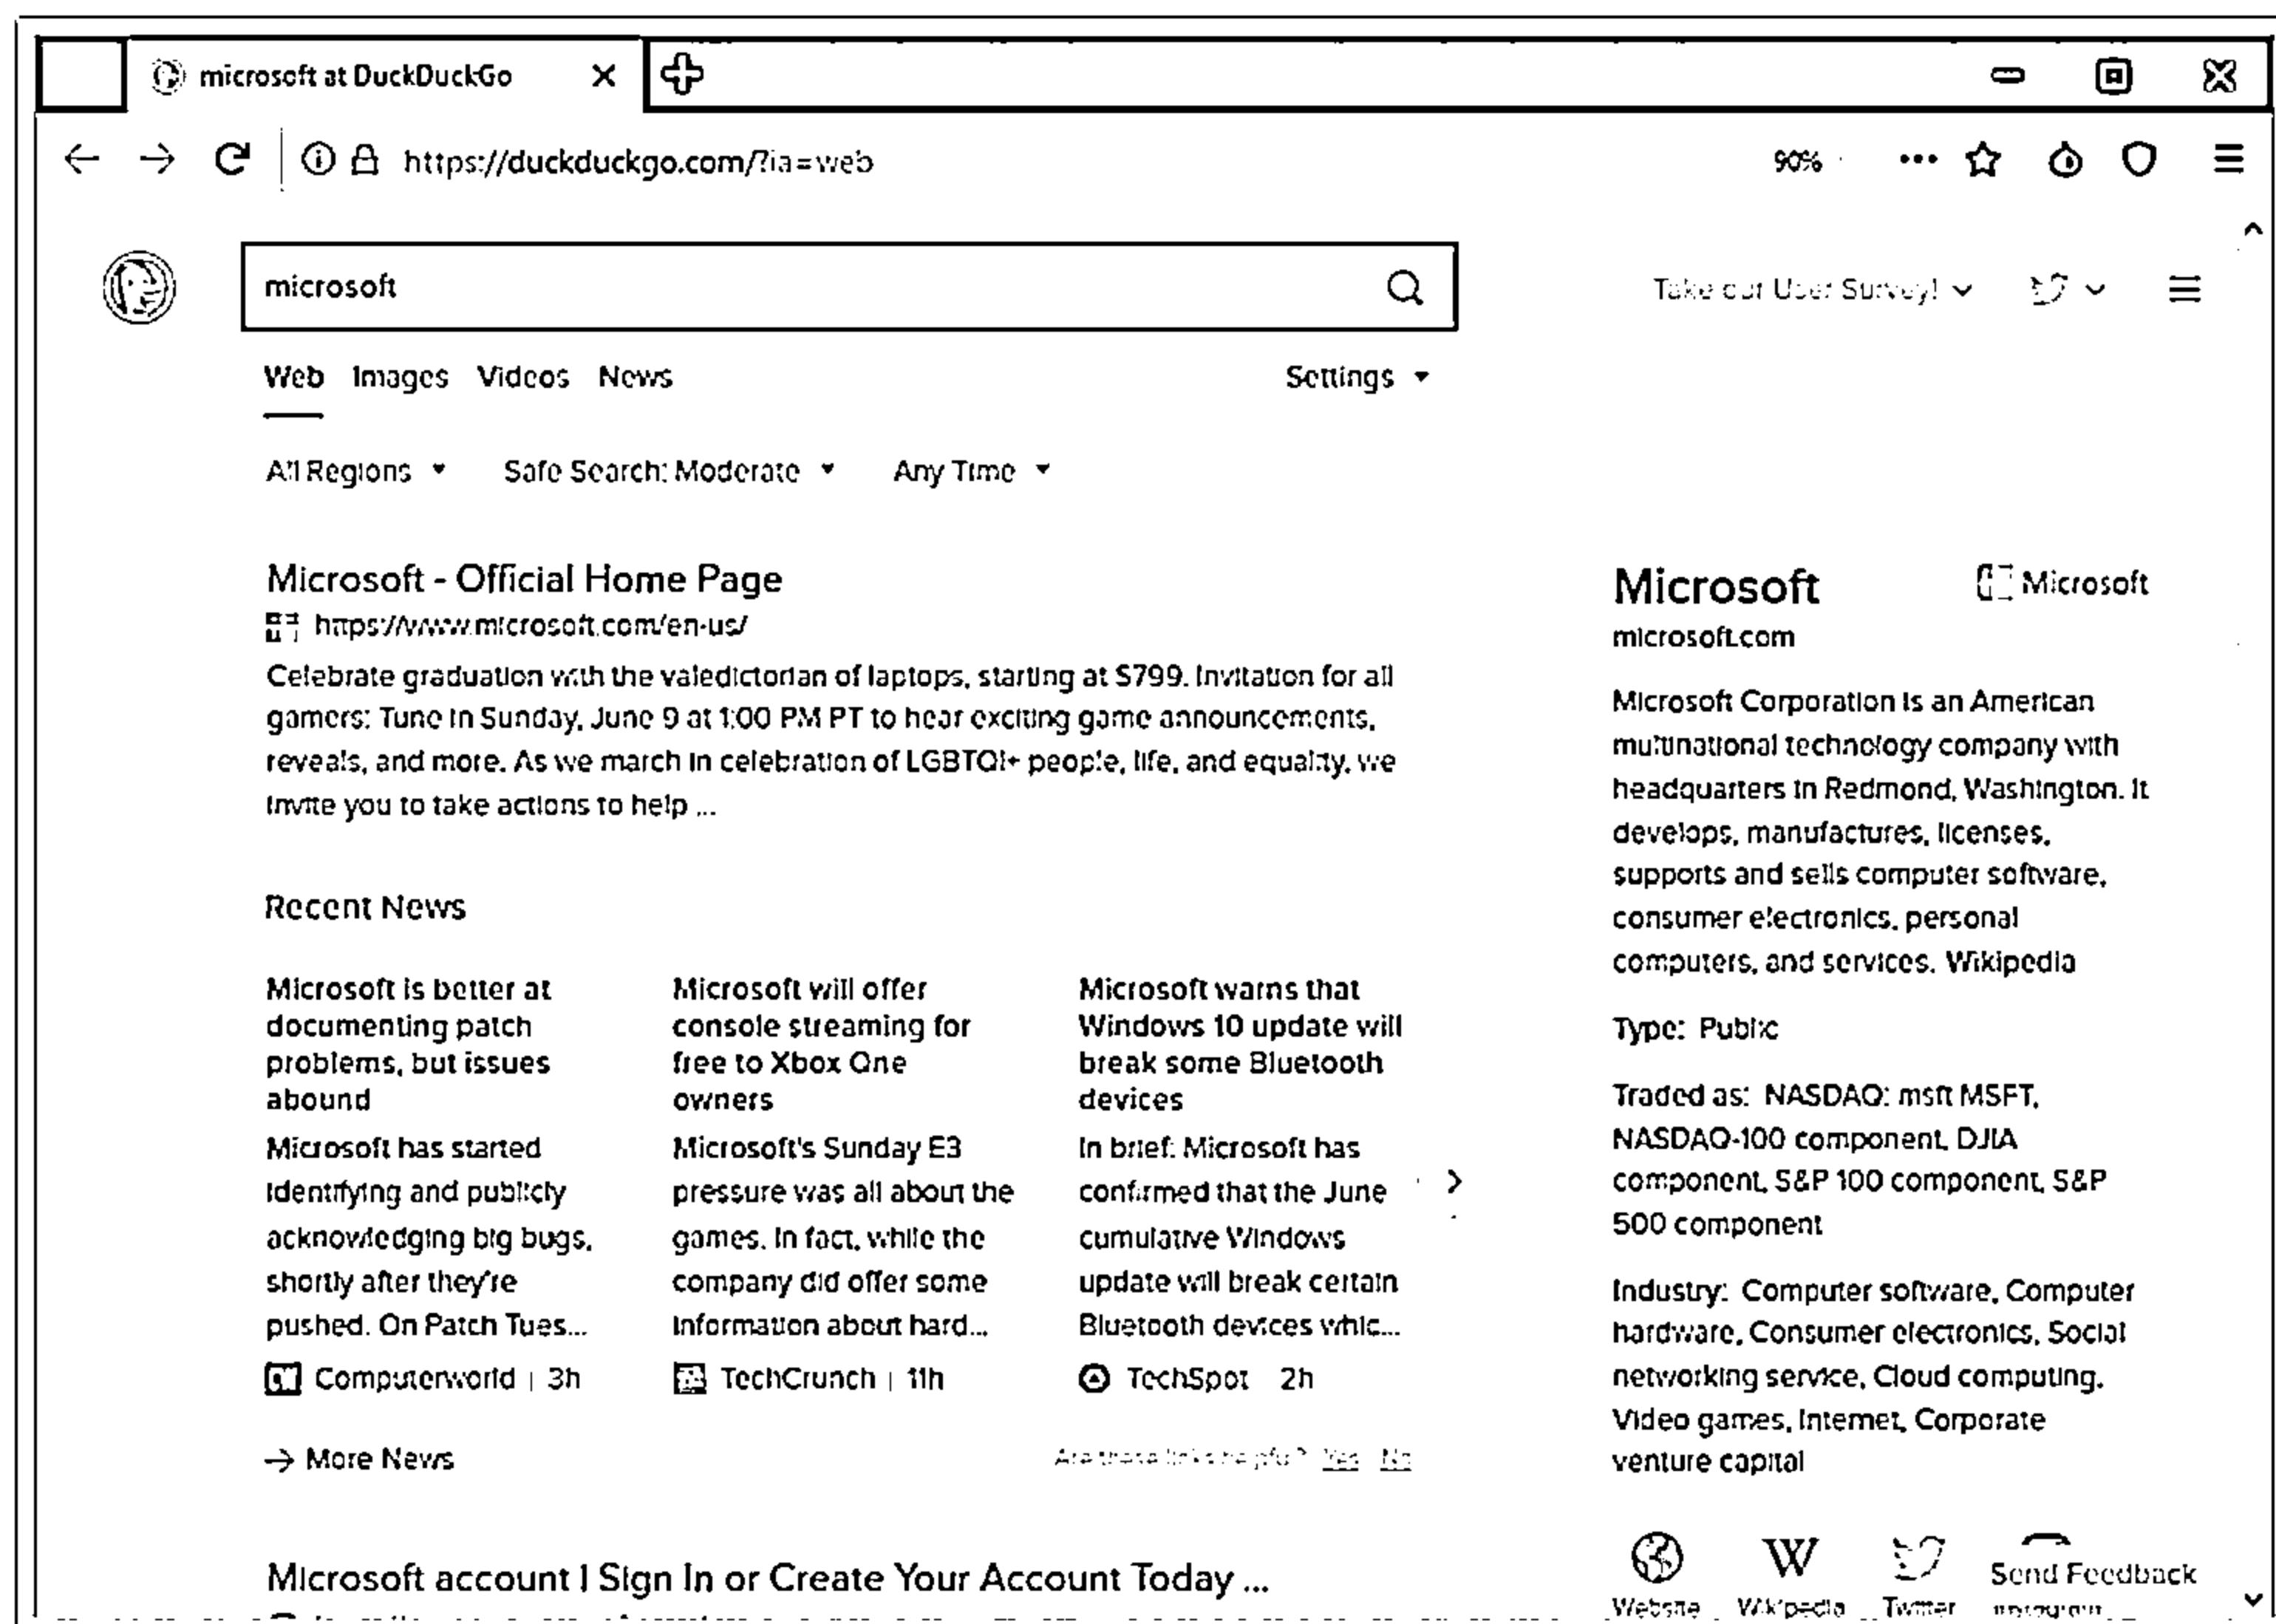 microsoft at DuckDuckGo
https://duckduckgo.com/?ia=web
90%
microsoft
Take our User Survey!
Web Images Videos News
Settings
All Regions Safe Search: Moderate Any Time
Microsoft - Official Home Page
https://www.microsoft.com/en-us/
Celebrate graduation with the valedictorian of laptops, starting at $799. Invitation for all
gamers: Tune in Sunday, June 9 at 1:00 PM PT to hear exciting game announcements,
reveals, and more. As we march in celebration of LGBTQI+ people, life, and equality, we
invite you to take actions to help ...
Recent News
Microsoft is better at
documenting patch
problems, but issues
abound
Microsoft has started
identifying and publicly
acknowledging big bugs,
shortly after they're
pushed. On Patch Tues...
Computerworld | 3h
Microsoft will offer
console streaming for
free to Xbox One
owners
Microsoft's Sunday E3
pressure was all about the
games. In fact, while the
company did offer some
information about hard...
TechCrunch | 11h
Microsoft warns that
Windows 10 update will
break some Bluetooth
devices
In brief: Microsoft has
confirmed that the June
cumulative Windows
update will break certain
Bluetooth devices whic...
TechSpot 2h
More News
Are these links helpful? Yes No
Microsoft account | Sign In or Create Your Account Today ...
Microsoft
Microsoft
microsoft.com
Microsoft Corporation is an American
multinational technology company with
headquarters in Redmond, Washington. It
develops, manufactures, licenses,
supports and sells computer software,
consumer electronics, personal
computers, and services. Wikipedia
Type: Public
Traded as: NASDAQ: msft MSFT,
NASDAQ-100 component, DJIA
component, S&P 100 component, S&P
500 component
Industry: Computer software, Computer
hardware, Consumer electronics, Social
networking service, Cloud computing,
Video games, Internet, Corporate
venture capital
W
Send Feedback
Website Wikipedia Twitter